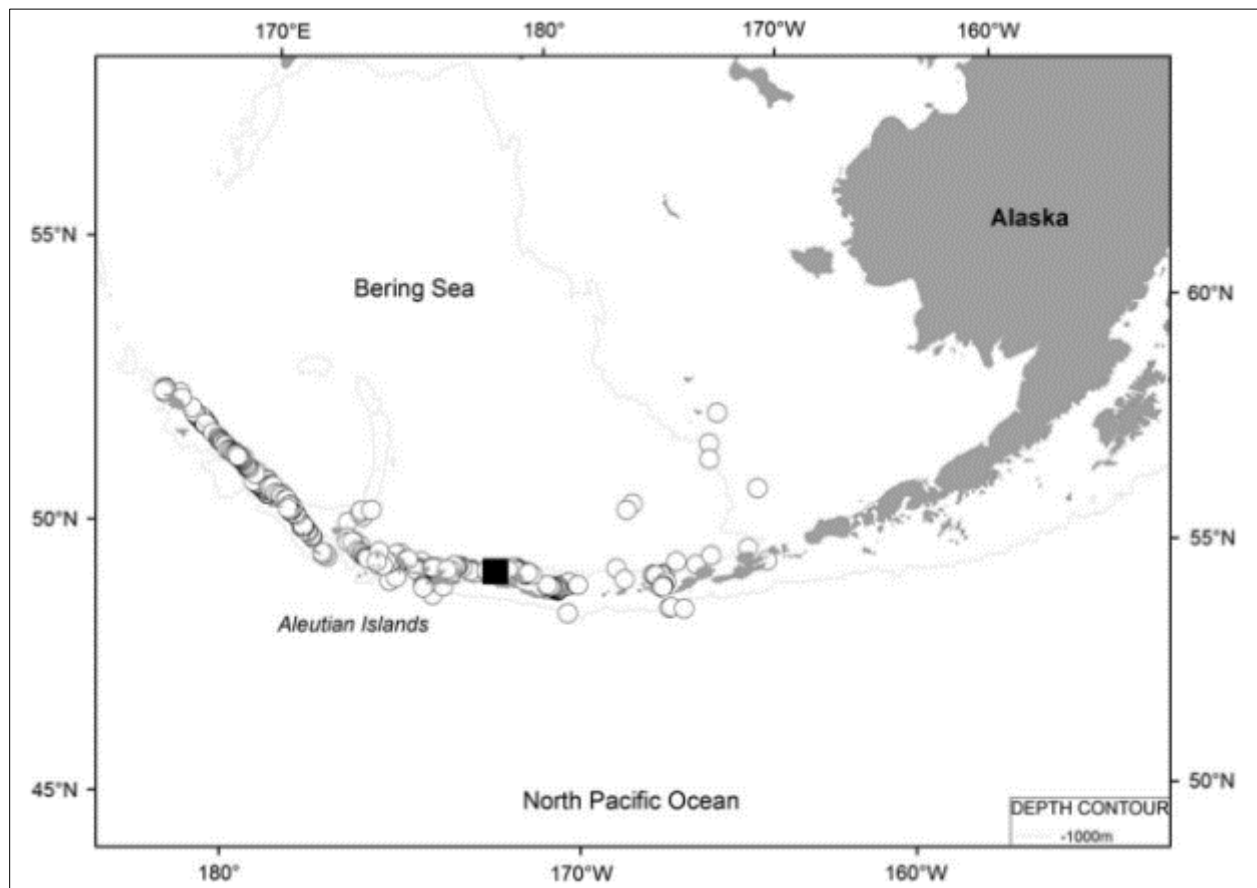 170°E 180° 170°W 160°W
55°N
Alaska
Bering Sea
60°N
50°N
55°N
Aleutian Islands
45°N
50°N
North Pacific Ocean
DEPTH CONTOUR
-1000m
180° 170°W 160°W